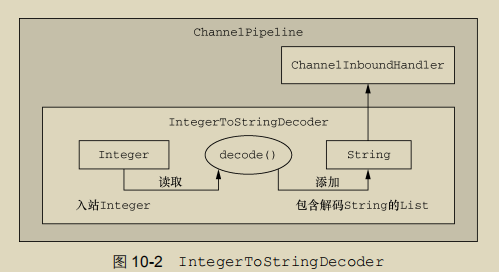 ChannelPipeline
ChannelInboundHandler
IntegerToStringDecoder
Integer
decode()
String
读取
添加
入站Integer
包含解码String的List
图 10-2 IntegerToStringDecoder